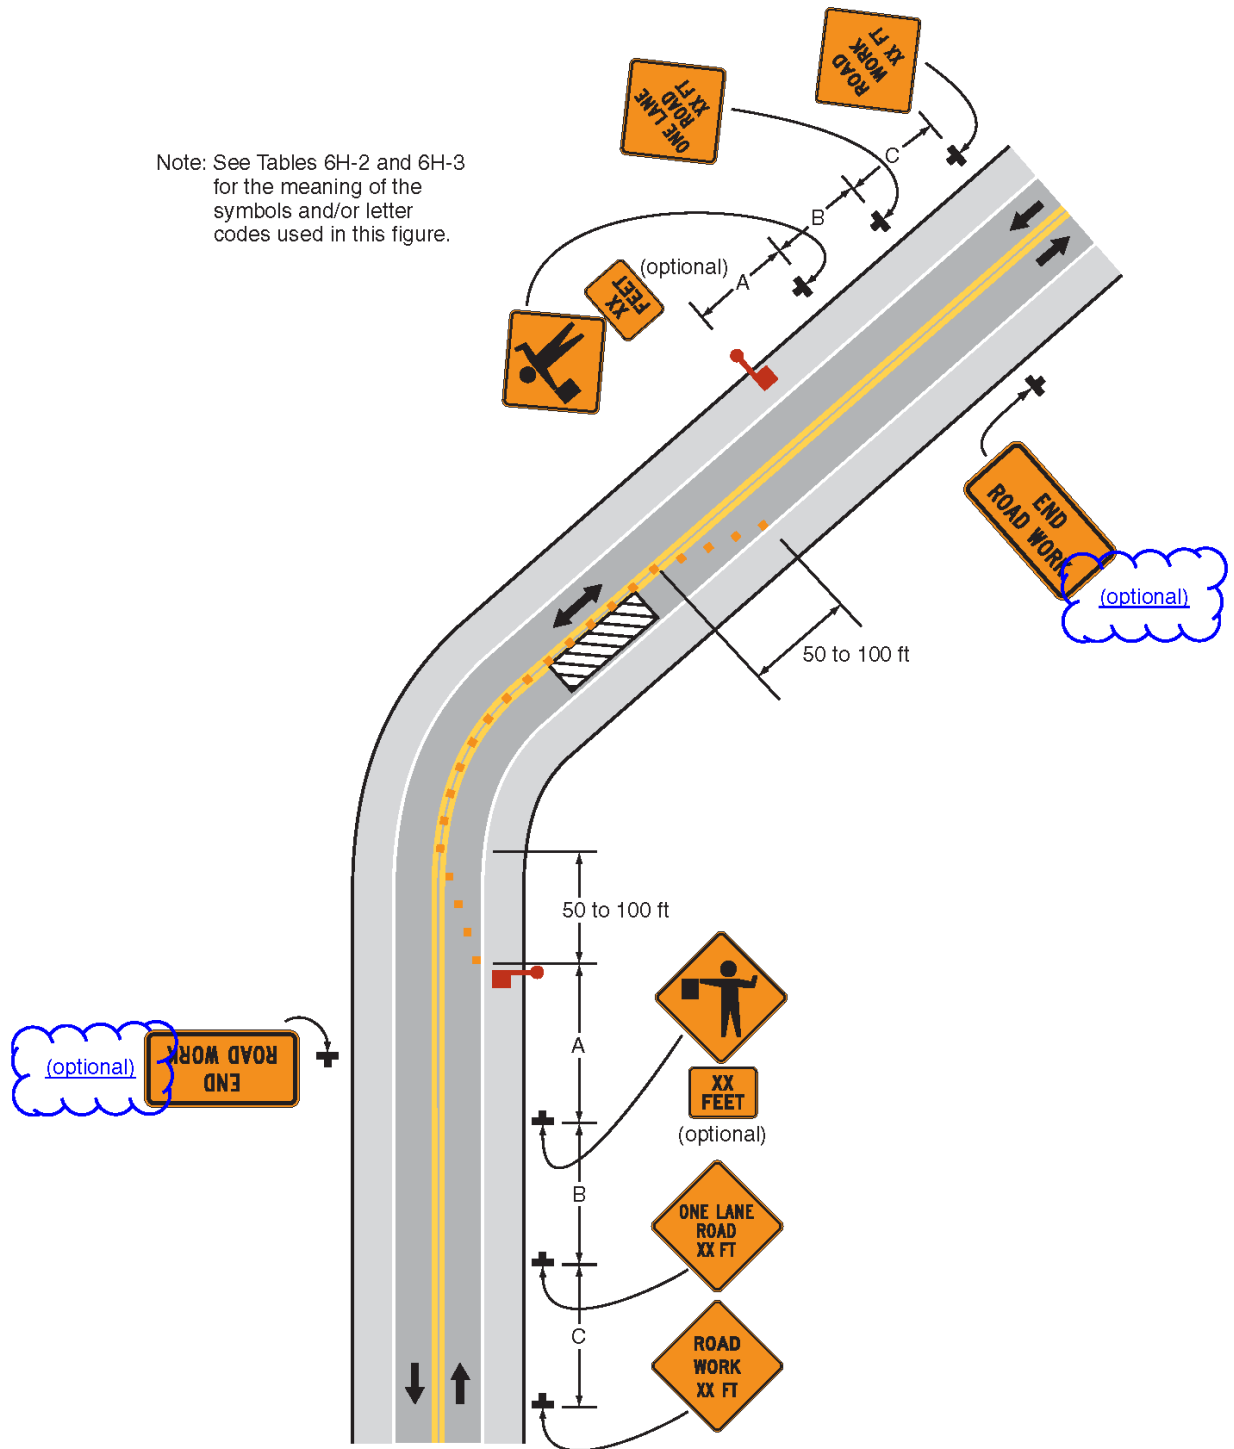 ROAD
WORK
XX FT
ONE LANE
ROAD
XX FT
Note: See Tables 6H-2 and 6H-3
for the meaning of the
symbols and/or letter
codes used in this figure.
C
B
(optional)
XX
FEET
A
END
ROAD WORK
(optional)
50 to 100 ft
50 to 100 ft
A
(optional)
END
ROAD WORK
XX
FEET
(optional)
B
ONE LANE
ROAD
XX FT
C
ROAD
WORK
XX FT